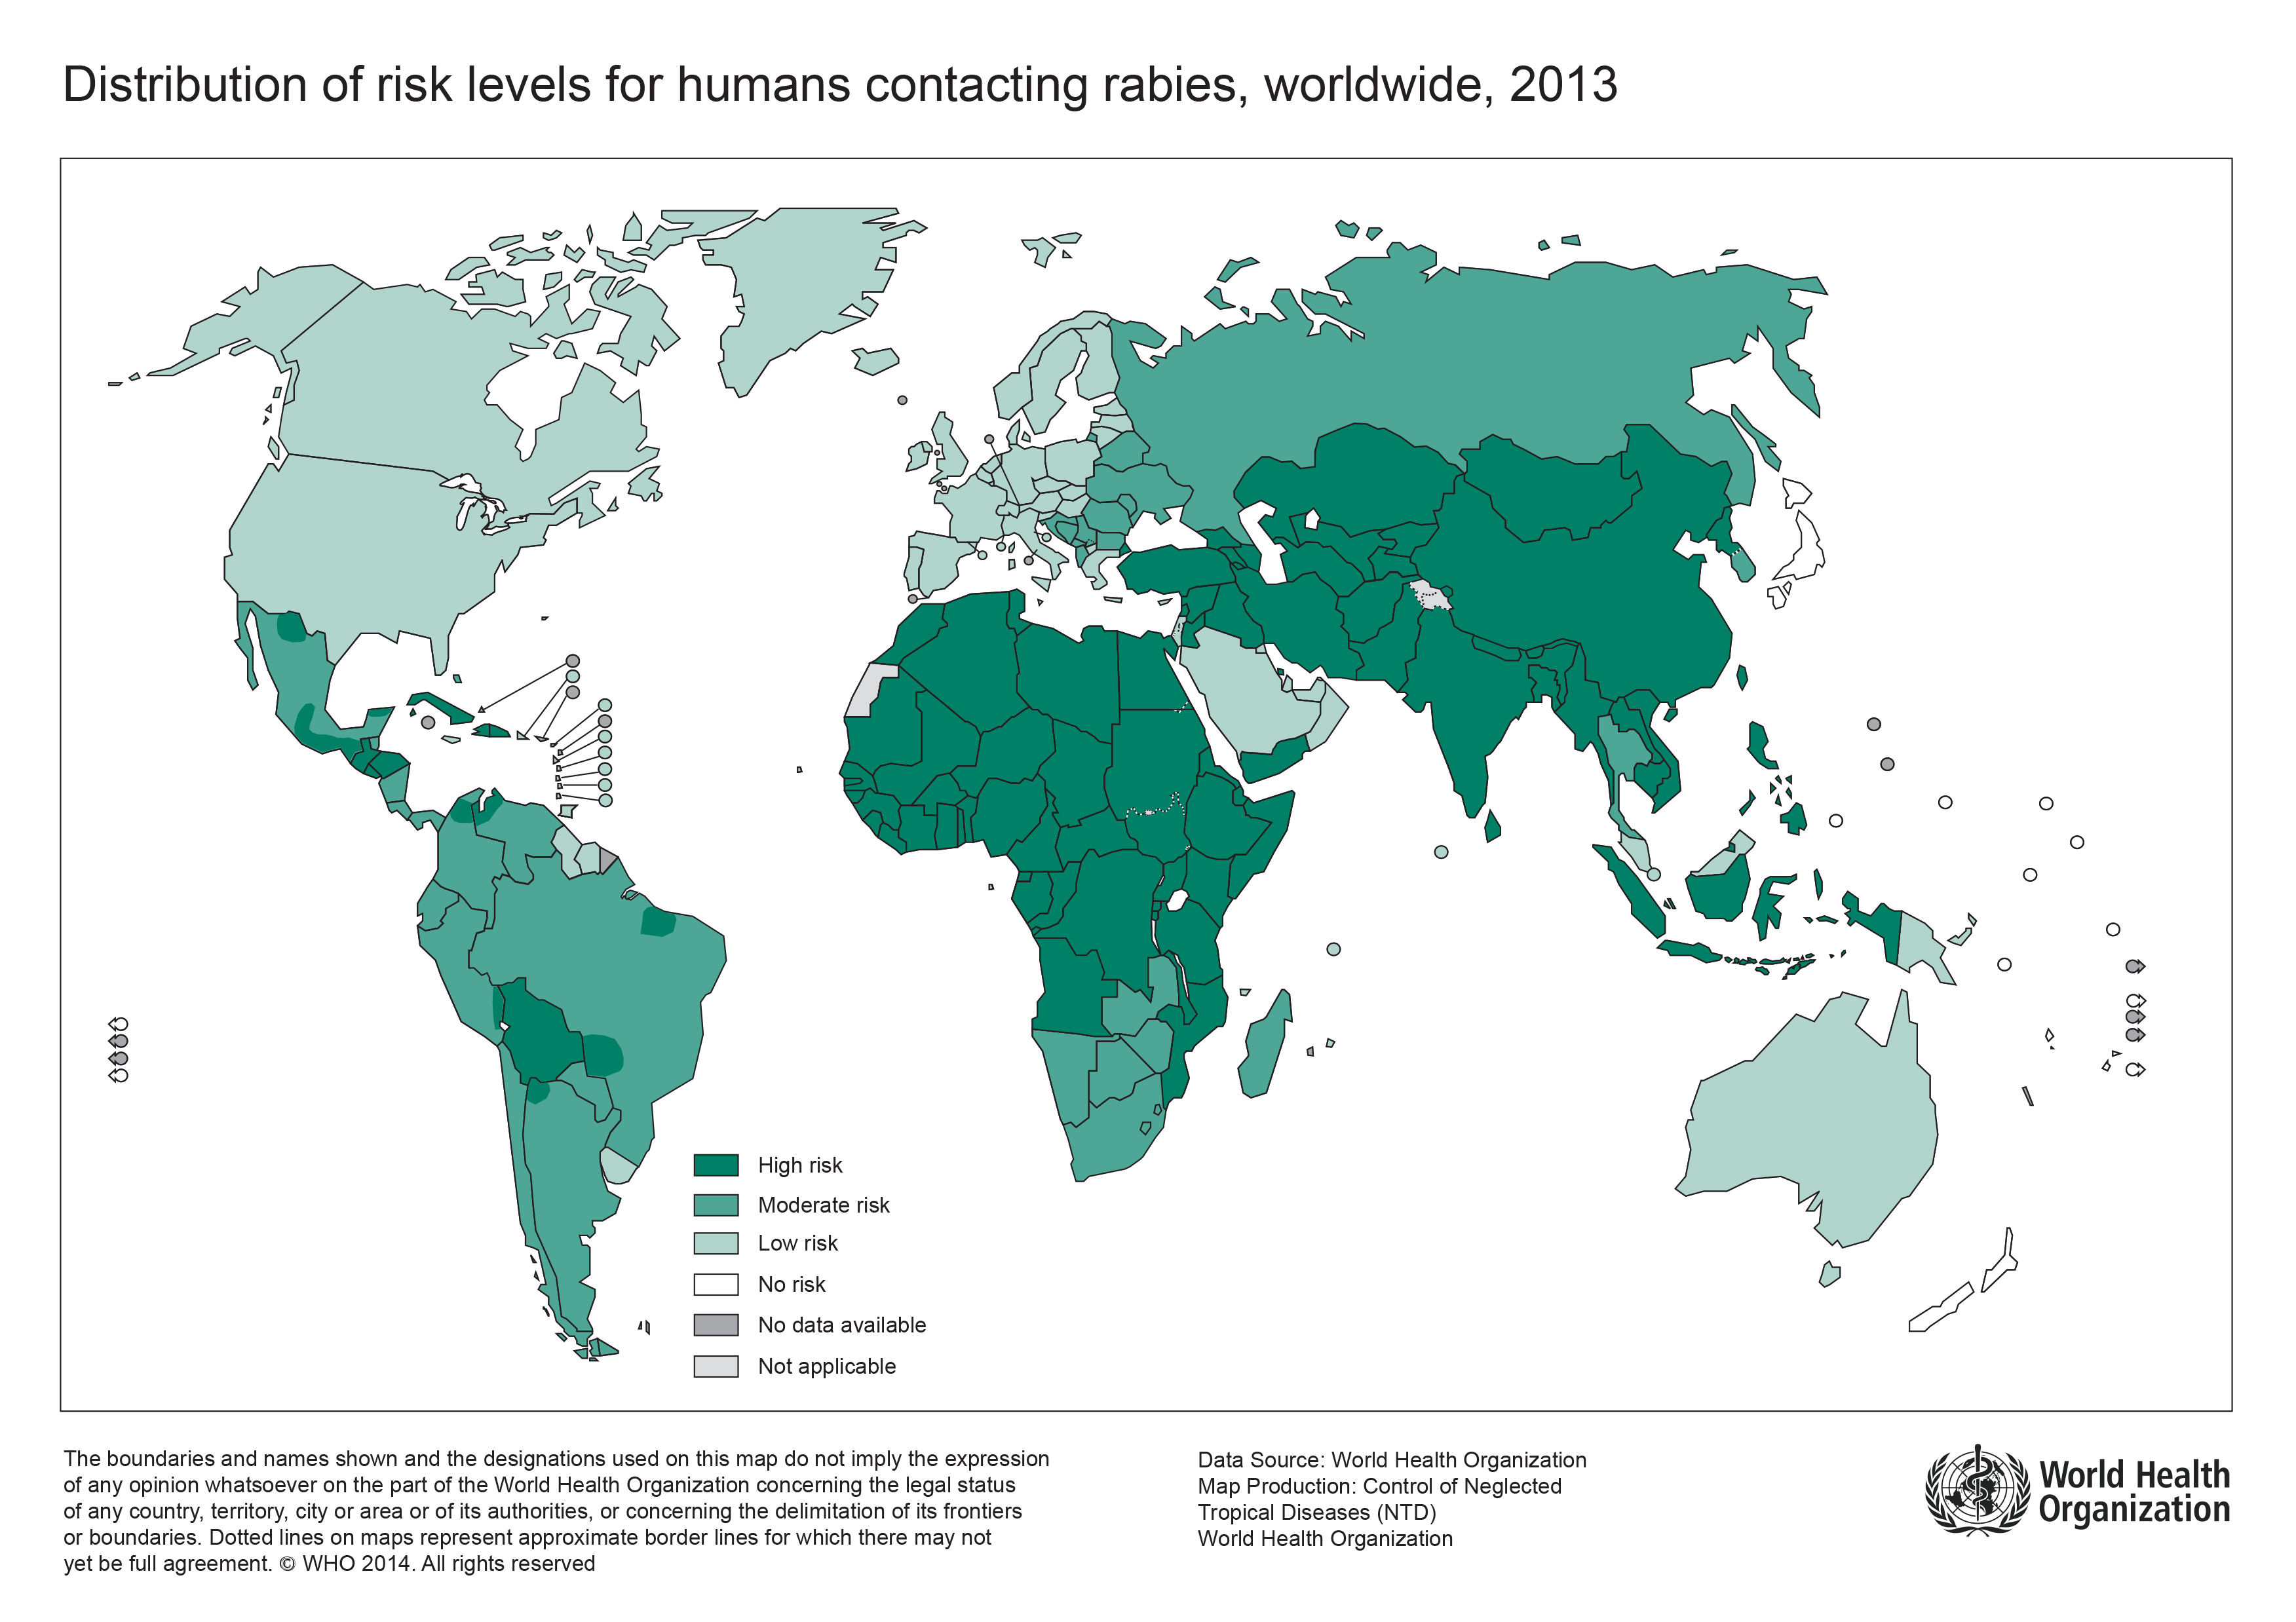 Distribution of risk levels for humans contacting rabies, worldwide, 2013
High risk
Moderate risk
Low risk
No risk
No data available
Not applicable
The boundaries and names shown and the designations used on this map do not imply the expression
of any opinion whatsoever on the part of the World Health Organization concerning the legal status
of any country, territory, city or area or of its authorities, or concerning the delimitation of its frontiers
or boundaries. Dotted lines on maps represent approximate border lines for which there may not
yet be full agreement. © WHO 2014. All rights reserved
Data Source: World Health Organization
Map Production: Control of Neglected
Tropical Diseases (NTD)
World Health Organization
World Health
Organization